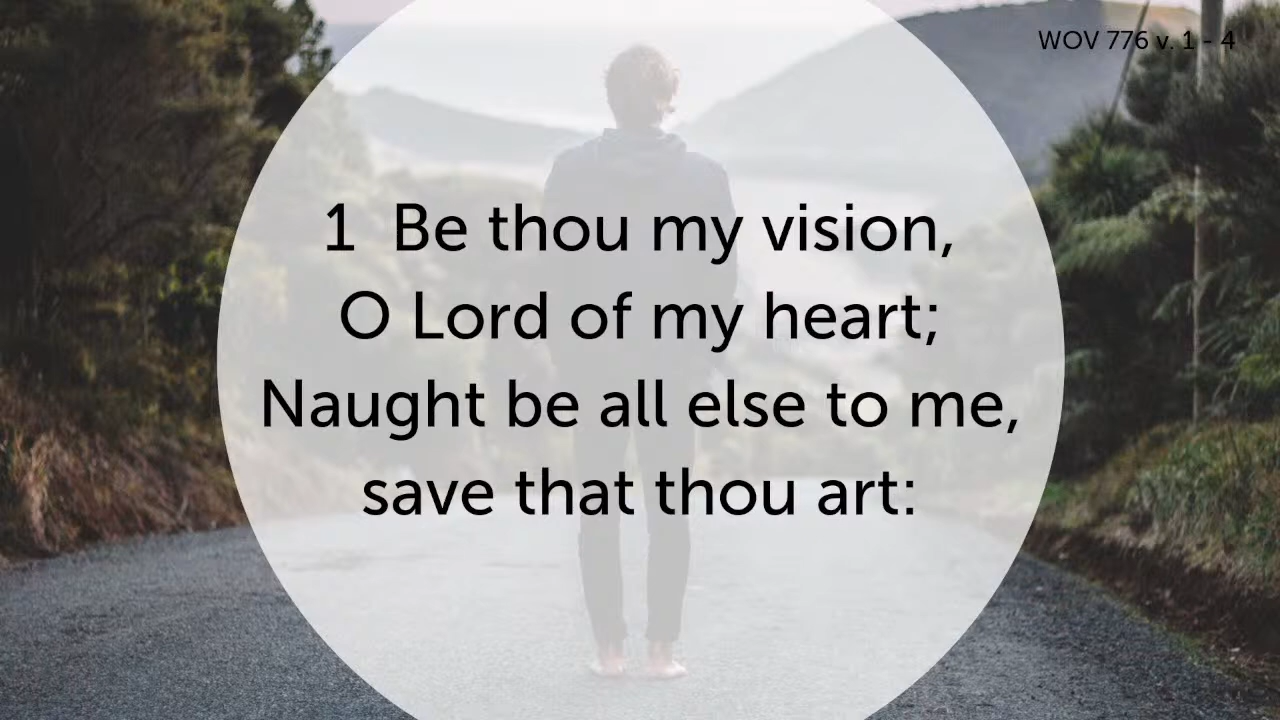 WOV 776 v. 1 - 4
1 Be thou my vision,
O Lord of my heart;
Naught be all else to me,
save that thou art: